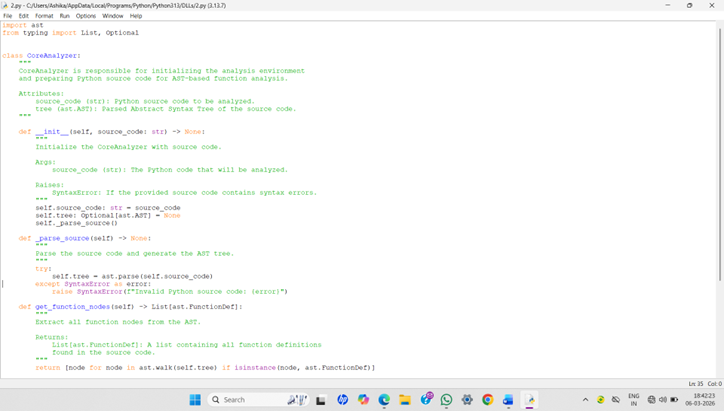 2.py - C:/Users/Ashika/AppData/Local/Programs/Python/Python313/DLLs/2.py (3.13.7)
File Edit Format Run Options Window Help
import ast
from typing import List, Optional
class CoreAnalyzer:
"""
CoreAnalyzer is responsible for initializing the analysis environment
and preparing Python source code for AST-based function analysis.
Attributes:
source_code (str): Python source code to be analyzed.
tree (ast.AST): Parsed Abstract Syntax Tree of the source code.
"""
def __init__(self, source_code: str) -> None:
"""
Initialize the CoreAnalyzer with source code.
Args:
source_code (str): The Python code that will be analyzed.
Raises:
SyntaxError: If the provided source code contains syntax errors.
"""
self.source_code: str = source_code
self.tree: Optional[ast.AST] = None
self._parse_source()
def _parse_source(self) -> None:
"""
Parse the source code and generate the AST tree.
"""
try:
self.tree = ast.parse(self.source_code)
except SyntaxError as error:
raise SyntaxError(f"Invalid Python source code: {error}")
def get_function_nodes(self) -> List[ast.FunctionDef]:
"""
Extract all function nodes from the AST.
Returns:
List[ast.FunctionDef]: A list containing all function definitions
found in the source code.
"""
return [node for node in ast.walk(self.tree) if isinstance(node, ast.FunctionDef)]
Ln: 35 Col: 0
Search
ENG
IN
18:42:23
06-03-2026